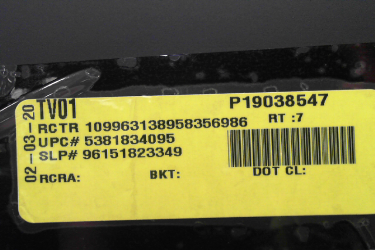 02-03-20
TV01 P19038547
RCTR 109963138958356986 RT :7
UPC# 5381834095
SLP# 96151823349
RCRA: BKT: DOT CL: